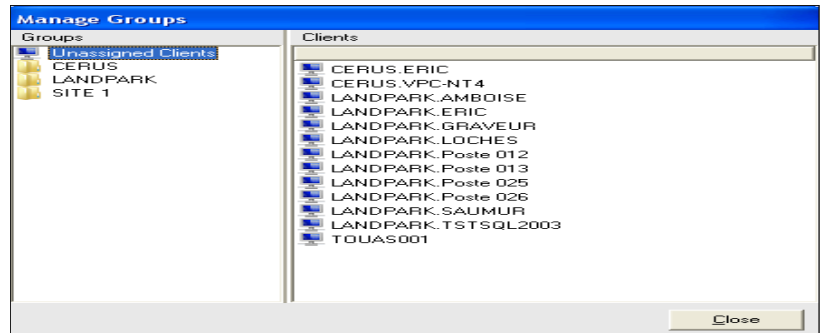 Manage Groups
Groups
Clients
Unassigned Clients
CERUS
LANDPARK
SITE 1
CERUS.ERIC
CERUS.VPC-NT4
LANDPARK.AMBOISE
LANDPARK.ERIC
LANDPARK.GRAVEUR
LANDPARK.LOCHES
LANDPARK.Poste 012
LANDPARK.Poste 013
LANDPARK.Poste 025
LANDPARK.Poste 026
LANDPARK.SAUMUR
LANDPARK.TSTSQL2003
TOUAS001
Close